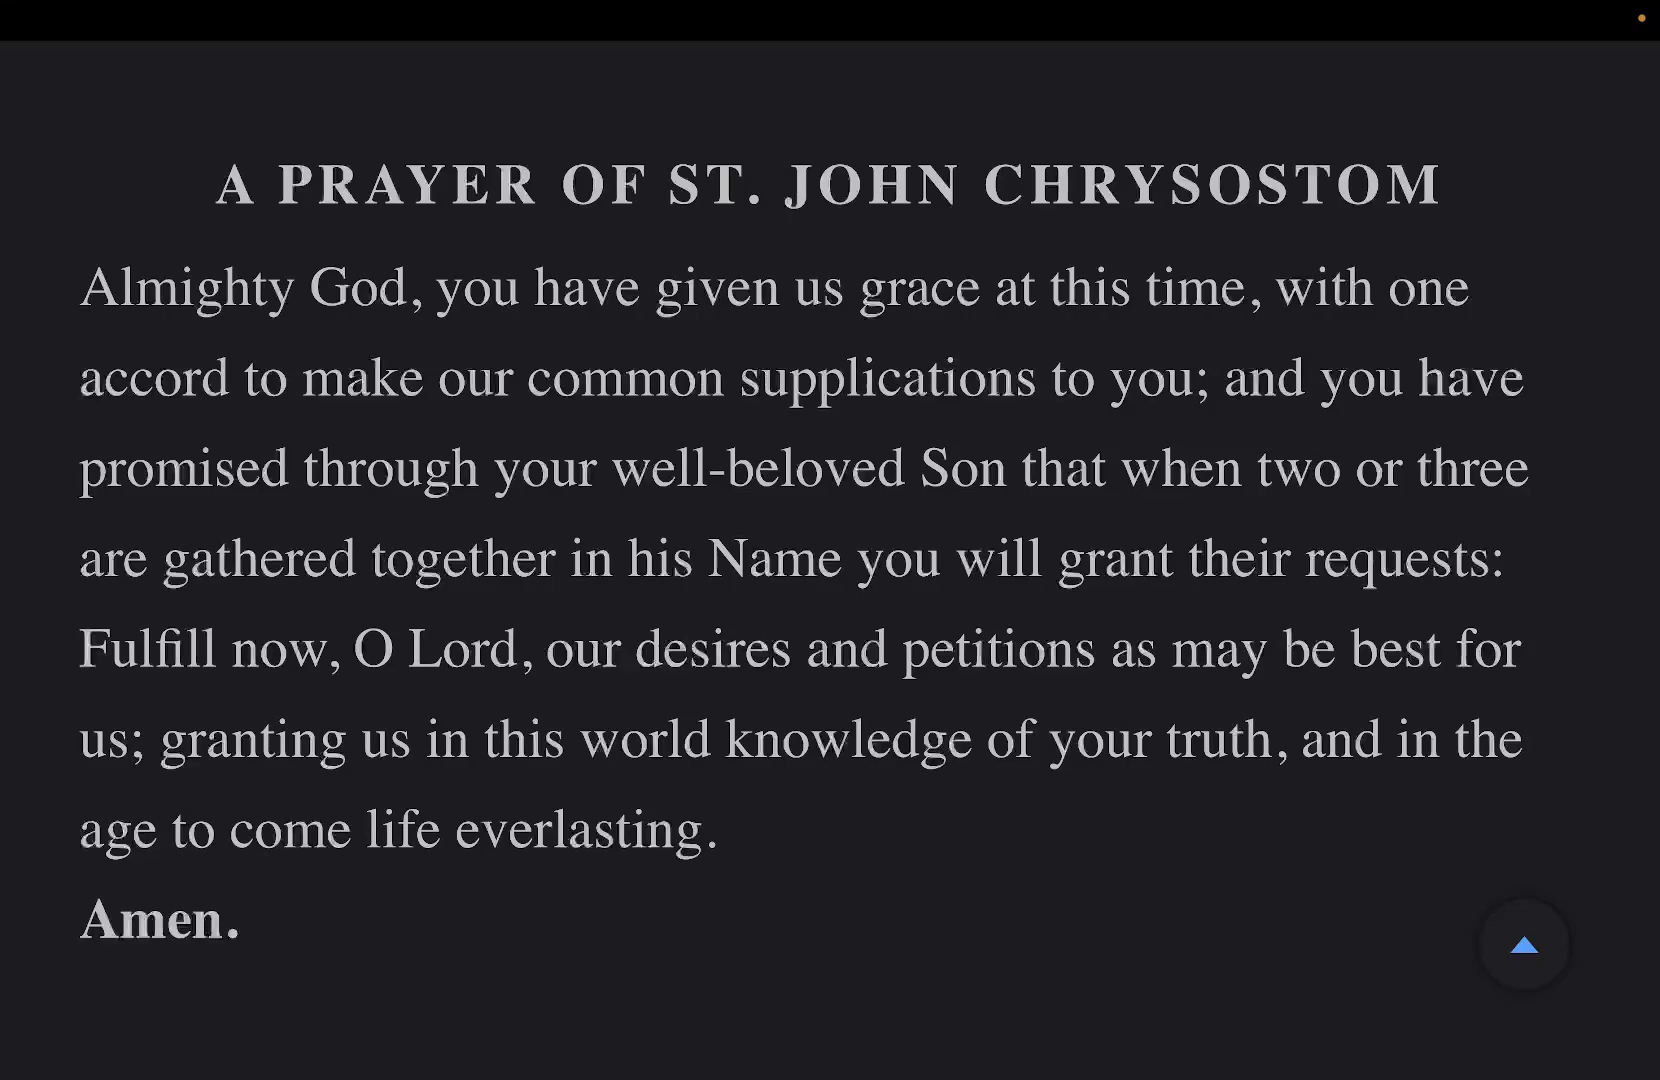 A PRAYER OF ST. JOHN CHRYSOSTOM
Almighty God, you have given us grace at this time, with one
accord to make our common supplications to you; and you have
promised through your well-beloved Son that when two or three
are gathered together in his Name you will grant their requests:
Fulfill now, O Lord, our desires and petitions as may be best for
us; granting us in this world knowledge of your truth, and in the
age to come life everlasting.
Amen.